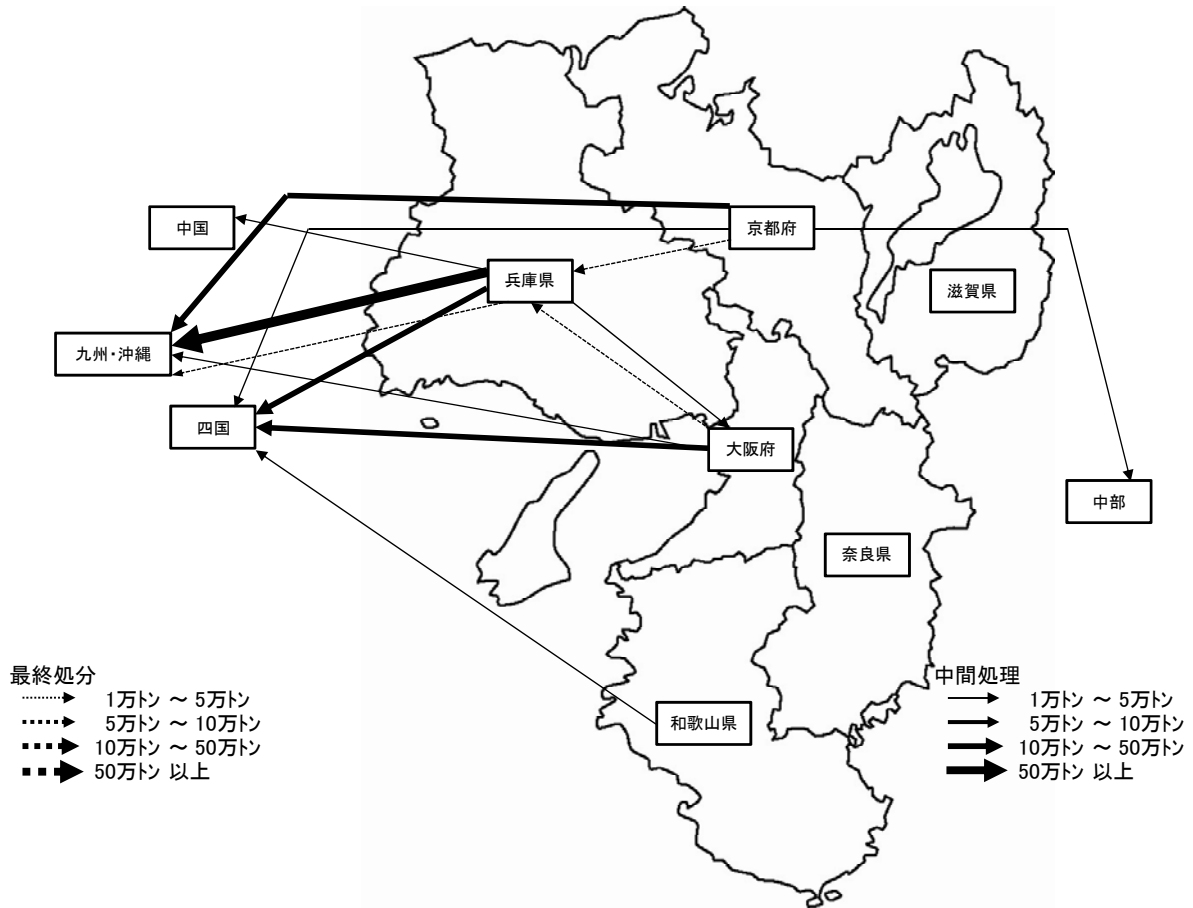 京都府
中国
兵庫県
滋賀県
九州・沖縄
四国
大阪府
中部
奈良県
和歌山県
最終処分
1万トン ～ 5万トン
5万トン ～ 10万トン
10万トン ～ 50万トン
50万トン 以上
中間処理
1万トン ～ 5万トン
5万トン ～ 10万トン
10万トン ～ 50万トン
50万トン 以上